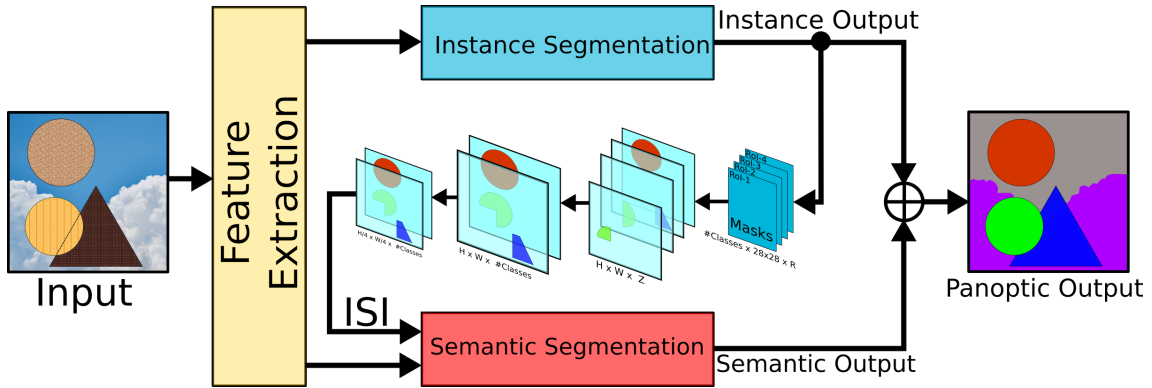 Input
Feature
Extraction
Instance Segmentation
Instance Output
RoI-4
RoI-3
RoI-2
RoI-1
Masks
#Classes x 28x28 x R
H x W x Z
H x W x #Classes
H/4 x W/4 x #Classes
ISI
Semantic Segmentation
Semantic Output
Panoptic Output